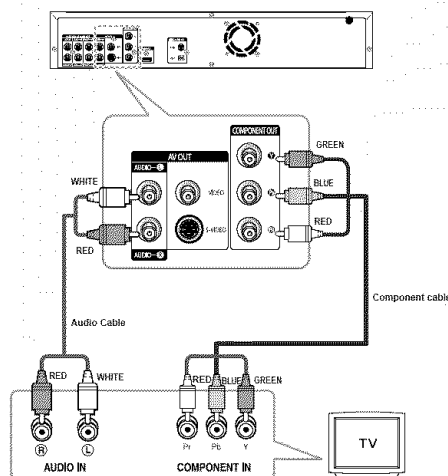 COMPONENT OUT
GREEN
AV OUT
AUDIO
L
WHITE
VIDEO
BLUE
S-VIDEO
RED
RED
AUDIO
R
Component cable
Audio Cable
RED
WHITE
RED
BLUE
GREEN
R
L
Pr
Pb
Y
TV
AUDIO IN
COMPONENT IN